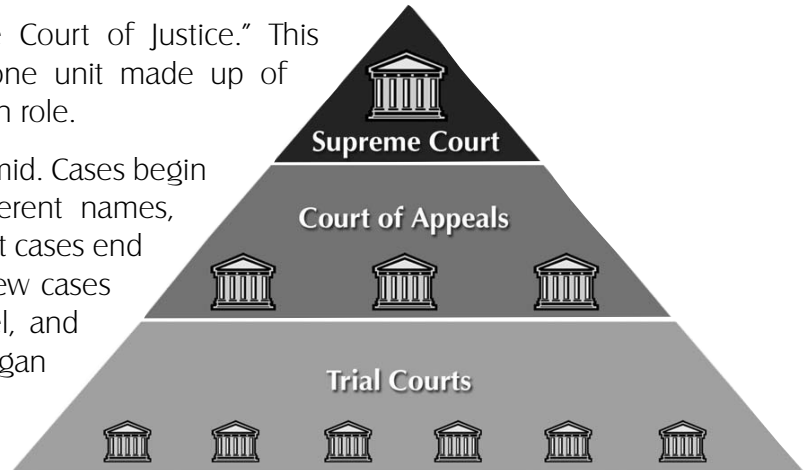 e Court of Justice.” This
one unit made up of
n role.
mid. Cases begin
erent names,
t cases end
ew cases
el, and
gan
Supreme Court
Court of Appeals
Trial Courts